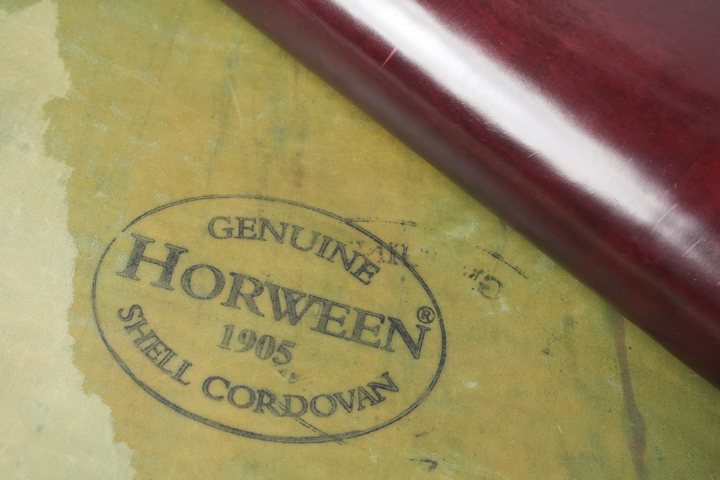 GENUINE
HORWEEN®
1905
SHELL CORDOVAN